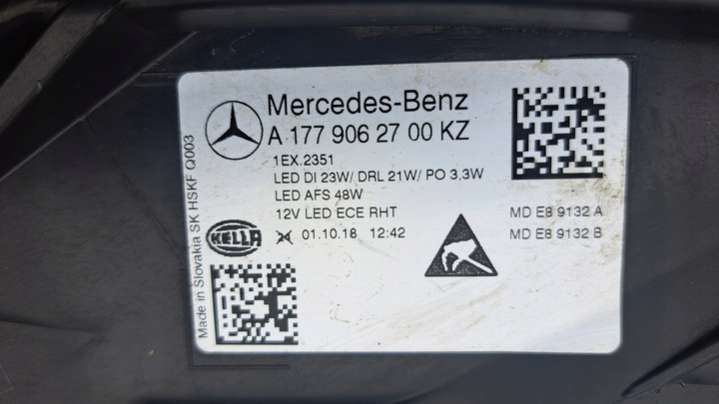 Mercedes-Benz
A 177 906 27 00 KZ
1EX.2351
LED DI 23W/ DRL 21W/ PO 3,3W
LED AFS 48W
12V LED ECE RHT
HELLA
01.10.18 12:42
MD E8 9132 A
MD E8 9132 B
Made in Slovakia SK HSKF Q003